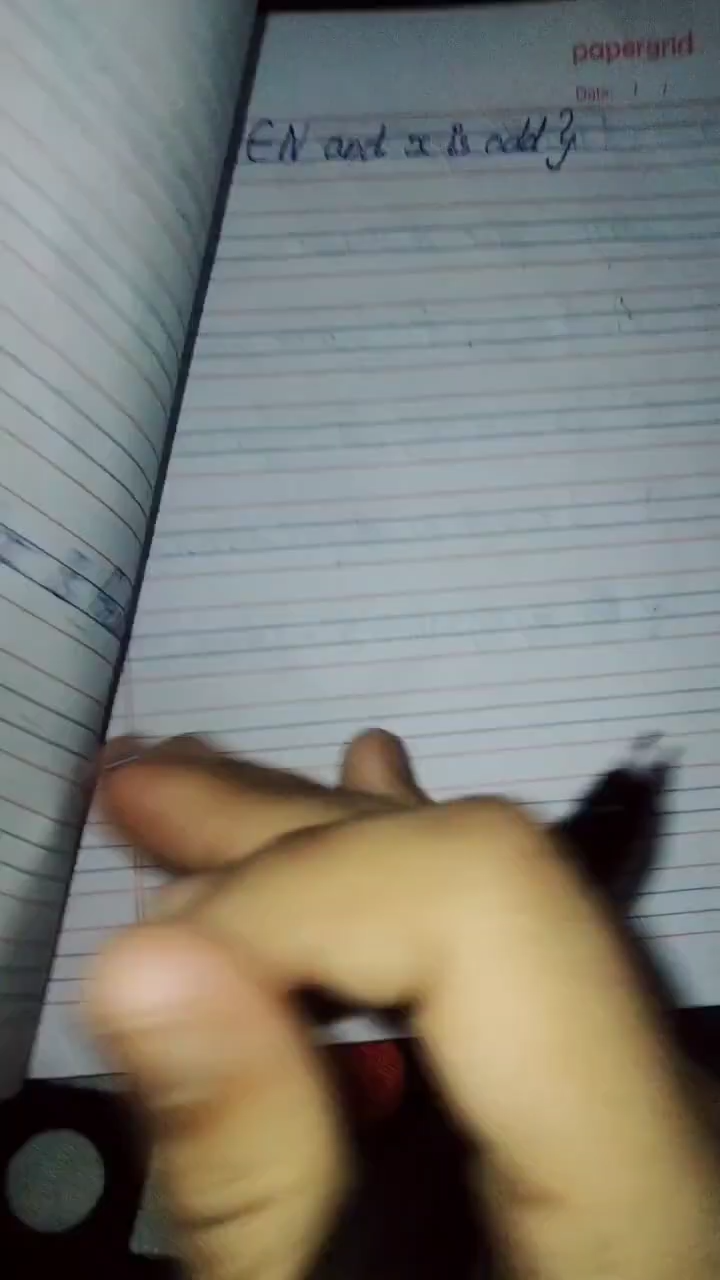 papergrid
Date: / /
∈N and x is odd}